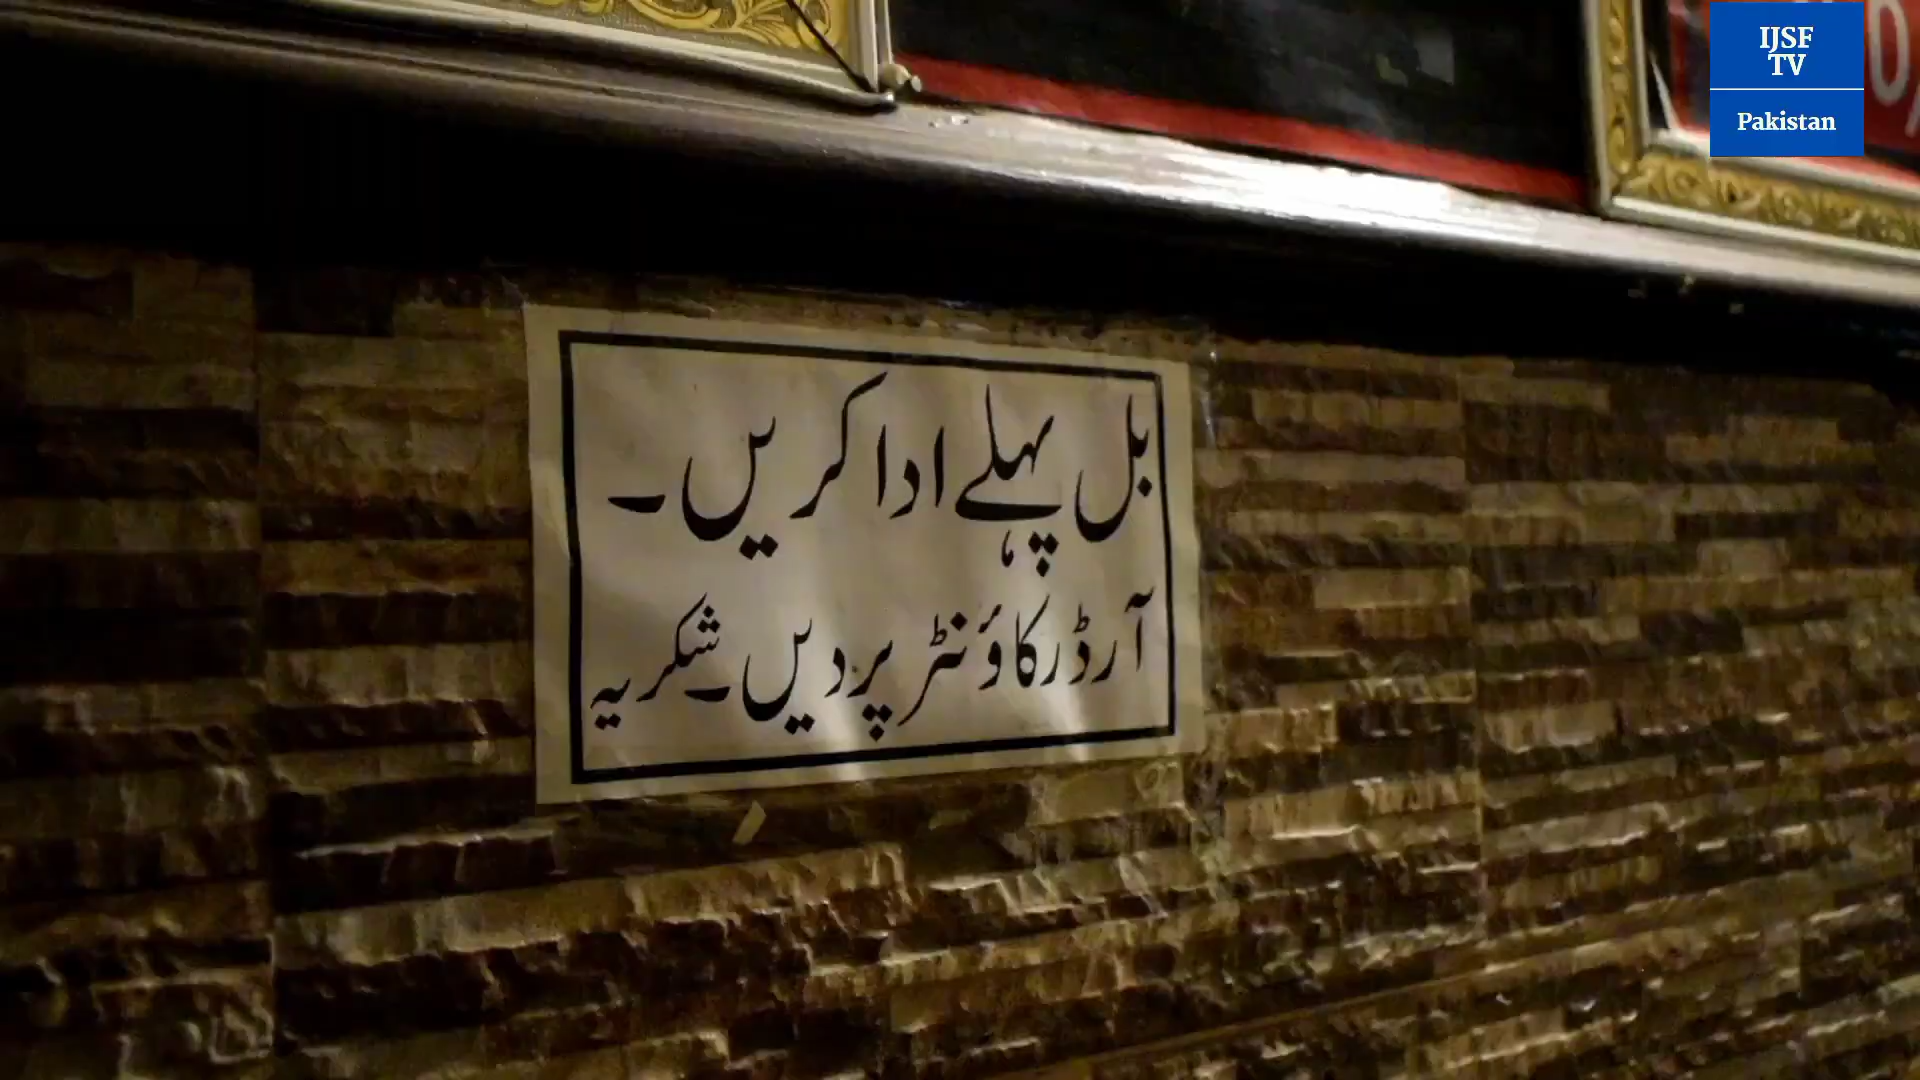 IJSF
TV
Pakistan
بل پہلے ادا کریں۔
آرڈر کاؤنٹر پر دیں۔ شکریہ